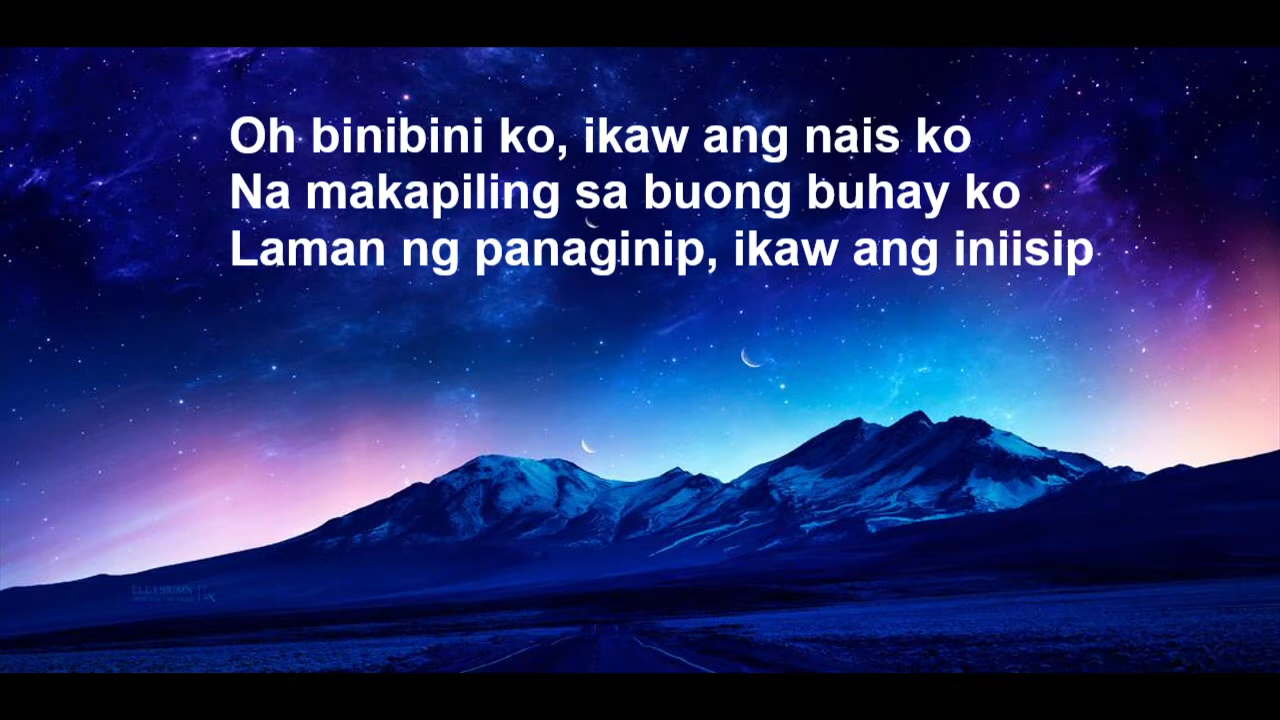 Oh binibini ko, ikaw ang nais ko
Na makapiling sa buong buhay ko
Laman ng panaginip, ikaw ang iniisip